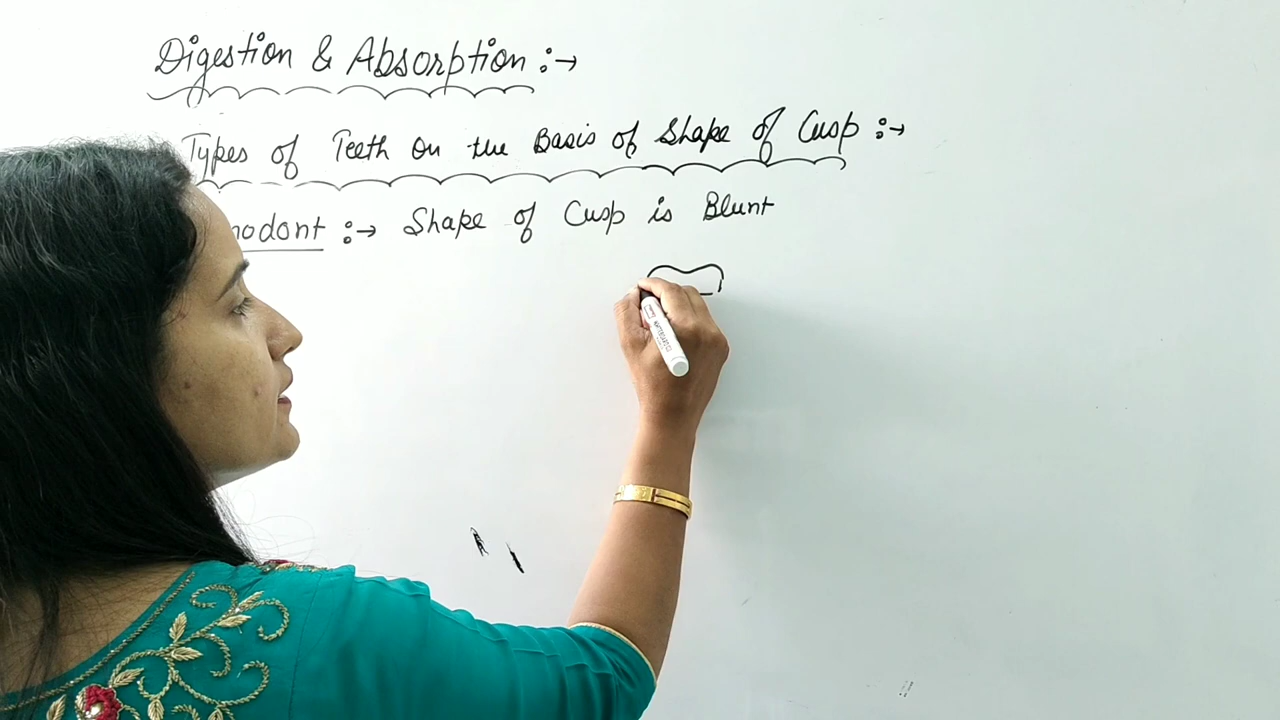 Digestion & Absorption :→
Types of Teeth on the Basis of Shape of Cusp :→
nodont :→ Shape of Cusp is Blunt